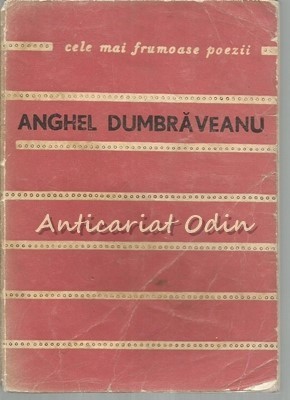 cele mai frumoase poezii
ANGHEL DUMBRĂVEANU
Anticariat Odin